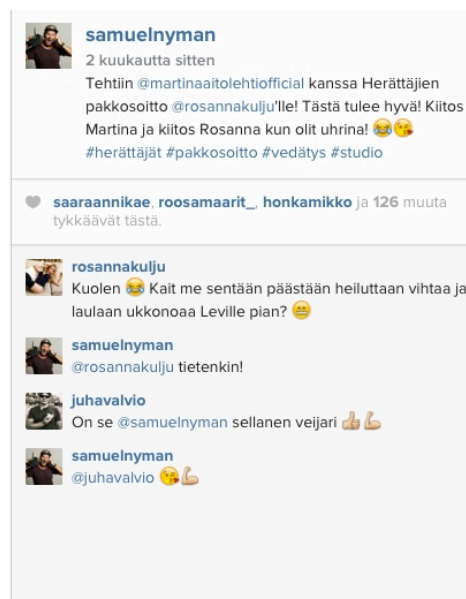 samuelnyman
2 kuukautta sitten
Tehtiin @martinaaitolehtiofficial kanssa Herättäjien
pakkosoitto @rosannakulju'lle! Tästä tulee hyvä! Kiitos
Martina ja kiitos Rosanna kun olit uhrina! 😂😘
#herättäjät #pakkosoitto #vedätys #studio
saaraannikae, roosamaarit_, honkamikko ja 126 muuta
tykkäävät tästä.
rosannakulju
Kuolen 😂 Kait me sentään päästään heiluttaan vihtaa ja
laulaan ukkonoaa Leville pian? 😁
samuelnyman
@rosannakulju tietenkin!
juhavalvio
On se @samuelnyman sellanen veijari 👍💪
samuelnyman
@juhavalvio 😘💪